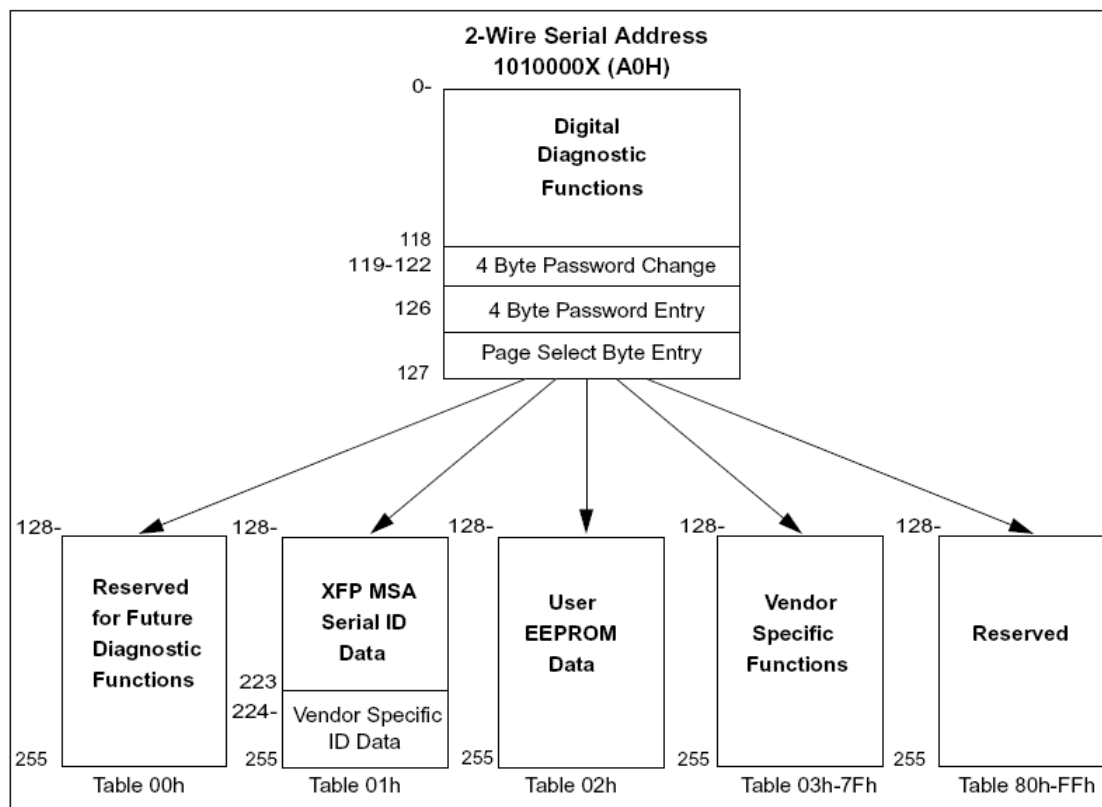 2-Wire Serial Address
1010000X (A0H)
0-
Digital
Diagnostic
Functions
118
119-122
4 Byte Password Change
126
4 Byte Password Entry
Page Select Byte Entry
127
128-
Reserved
for Future
Diagnostic
Functions
255
Table 00h
128-
XFP MSA
Serial ID
Data
223
224-
Vendor Specific
ID Data
255
Table 01h
128-
User
EEPROM
Data
255
Table 02h
128-
Vendor
Specific
Functions
255
Table 03h-7Fh
128-
Reserved
255
Table 80h-FFh